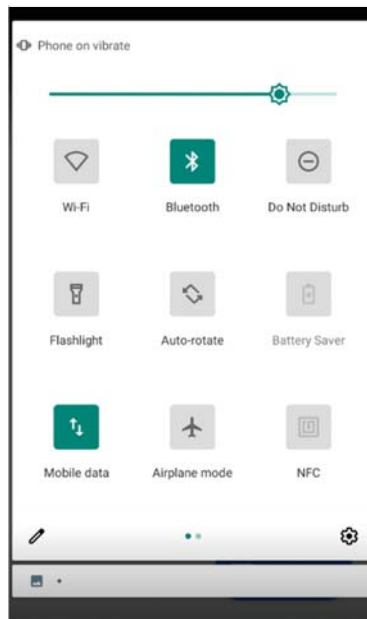 Phone on vibrate
Wi-Fi Bluetooth Do Not Disturb
Flashlight Auto-rotate Battery Saver
Mobile data Airplane mode NFC